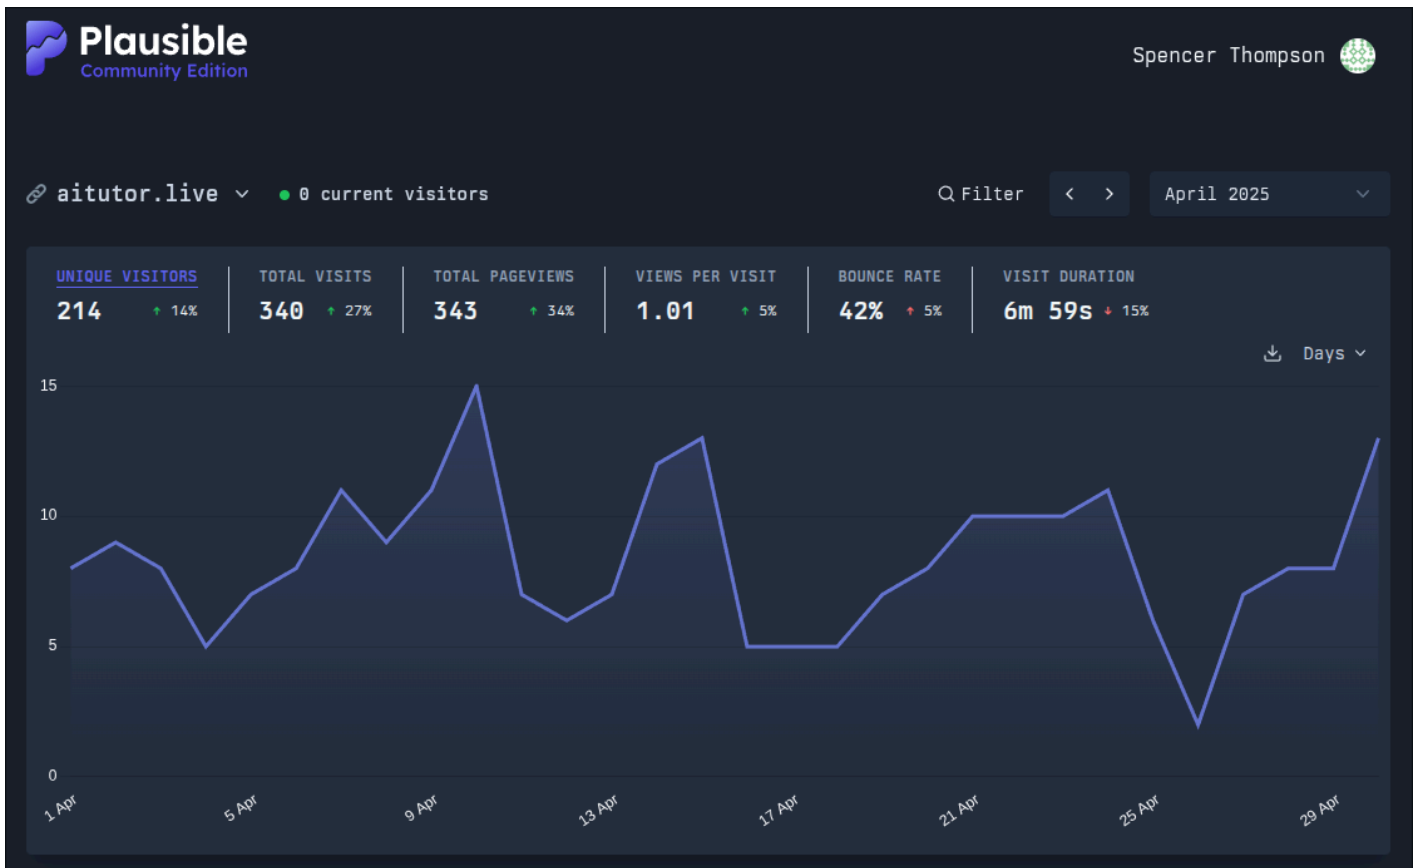 Plausible
Community Edition
Spencer Thompson
aitutor.live
0 current visitors
Filter
April 2025
UNIQUE VISITORS
214 ↑ 14%
TOTAL VISITS
340 ↑ 27%
TOTAL PAGEVIEWS
343 ↑ 34%
VIEWS PER VISIT
1.01 ↑ 5%
BOUNCE RATE
42% ↑ 5%
VISIT DURATION
6m 59s ↓ 15%
Days
15
10
5
0
1 Apr
5 Apr
9 Apr
13 Apr
17 Apr
21 Apr
25 Apr
29 Apr